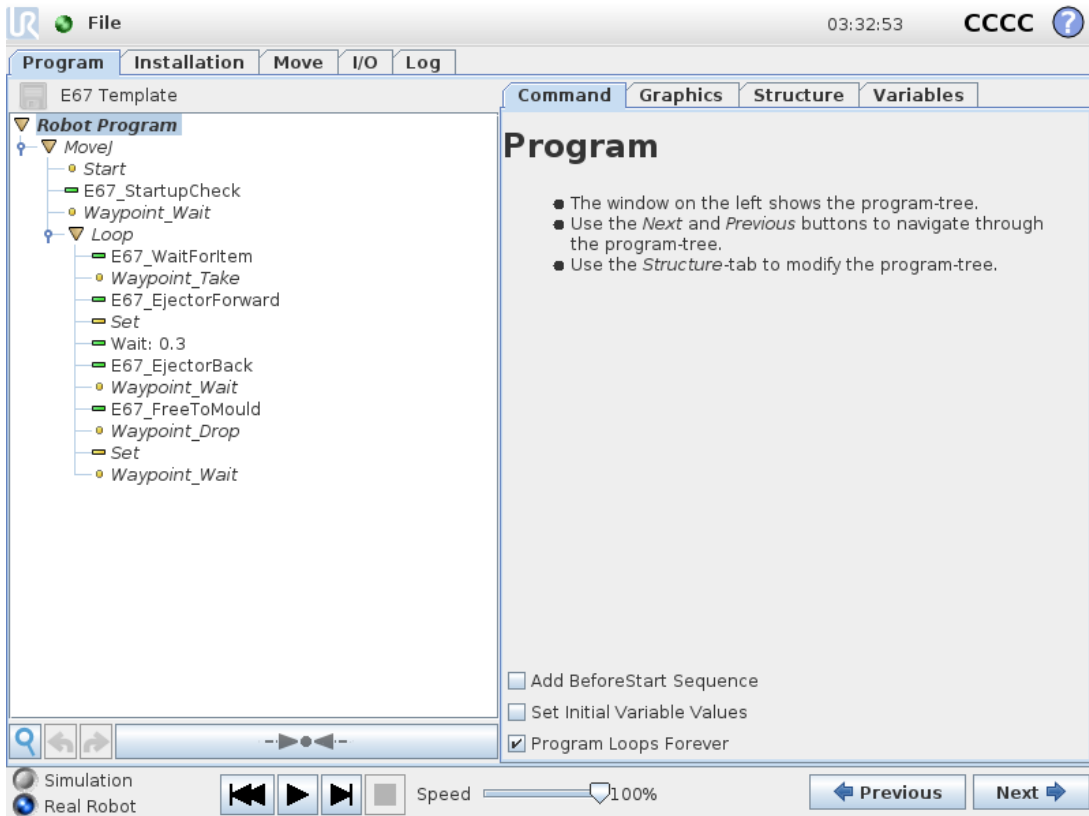 UR File 03:32:53 CCCC ?
Program Installation Move I/O Log
E67 Template
Robot Program
MoveJ
Start
E67_StartupCheck
Waypoint_Wait
Loop
E67_WaitForItem
Waypoint_Take
E67_EjectorForward
Set
Wait: 0.3
E67_EjectorBack
Waypoint_Wait
E67_FreeToMould
Waypoint_Drop
Set
Waypoint_Wait
Command Graphics Structure Variables
Program
The window on the left shows the program-tree.
Use the Next and Previous buttons to navigate through
the program-tree.
Use the Structure-tab to modify the program-tree.
Add BeforeStart Sequence
Set Initial Variable Values
Program Loops Forever
Simulation
Real Robot
Speed 100%
Previous Next